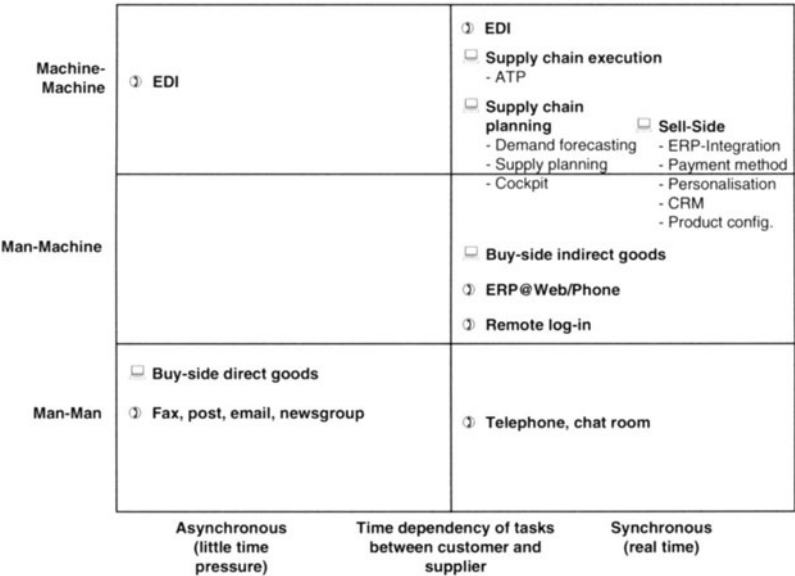 Machine-
Machine
EDI
EDI
Supply chain execution
- ATP
Supply chain
planning
- Demand forecasting
- Supply planning
- Cockpit
Sell-Side
- ERP-Integration
- Payment method
- Personalisation
- CRM
- Product config.
Man-Machine
Buy-side indirect goods
ERP@Web/Phone
Remote log-in
Man-Man
Buy-side direct goods
Fax, post, email, newsgroup
Telephone, chat room
Asynchronous
(little time
pressure)
Time dependency of tasks
between customer and
supplier
Synchronous
(real time)